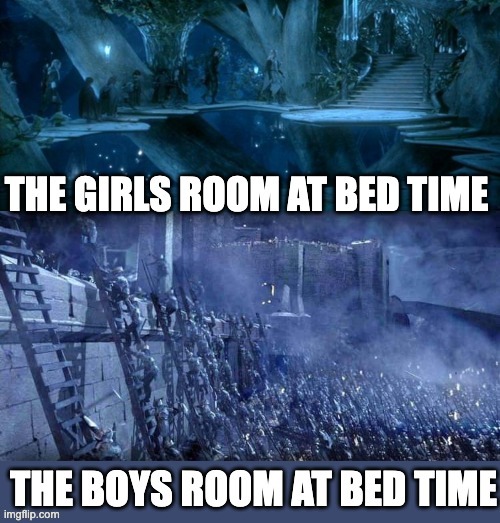 THE GIRLS ROOM AT BED TIME
THE BOYS ROOM AT BED TIME
imgflip.com